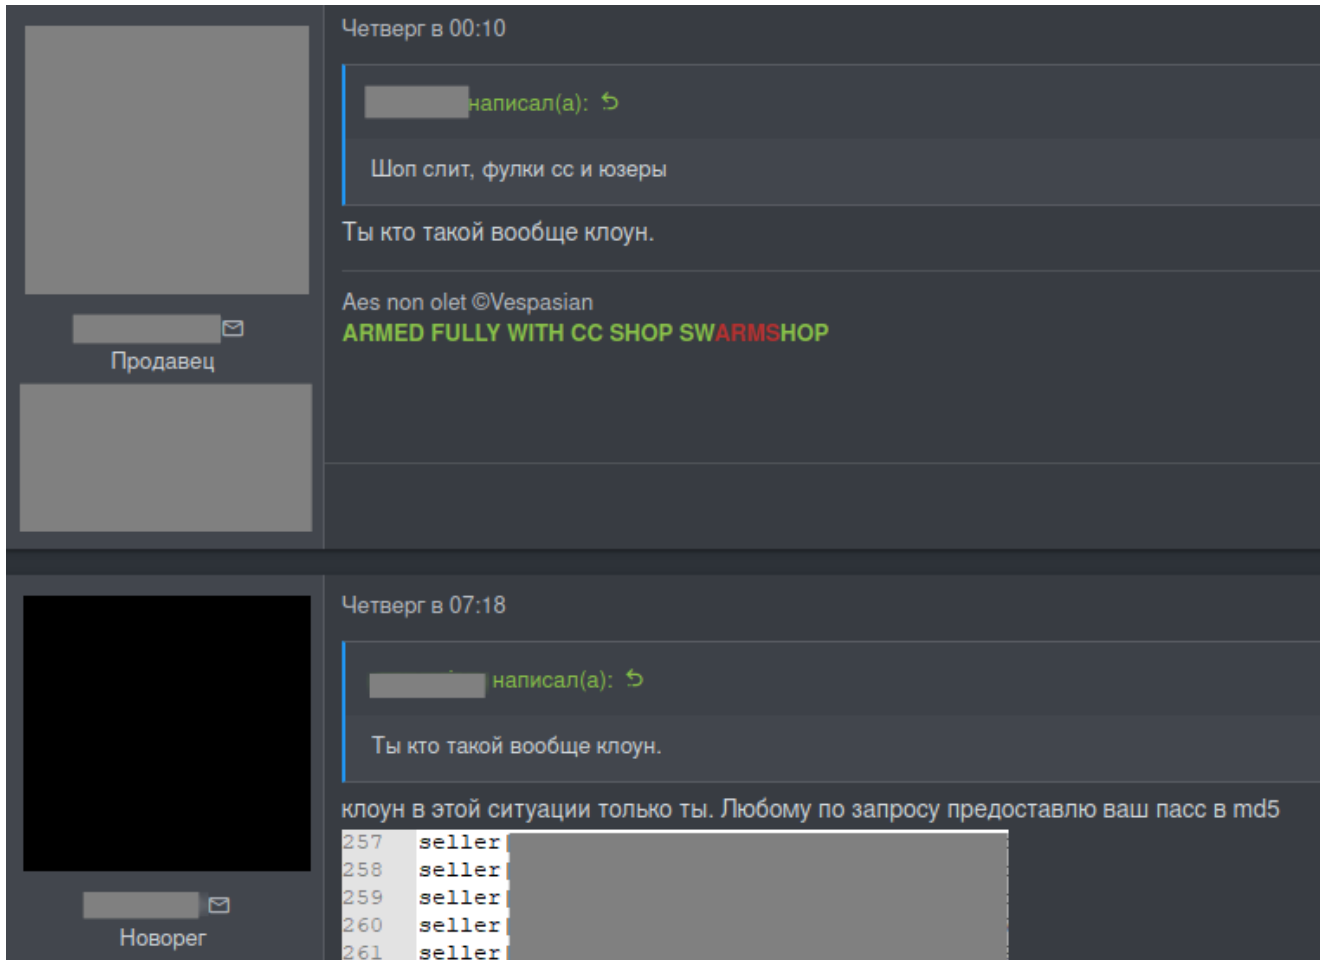 Четверг в 00:10
написал(а):
Шоп слит, фулки сс и юзеры
Ты кто такой вообще клоун.
Aes non olet ©Vespasian
ARMED FULLY WITH CC SHOP SWARMSHOP
Продавец
Четверг в 07:18
написал(а):
Ты кто такой вообще клоун.
клоун в этой ситуации только ты. Любому по запросу предоставлю ваш пасс в md5
257 seller
258 seller
259 seller
260 seller
261 seller
Новорег